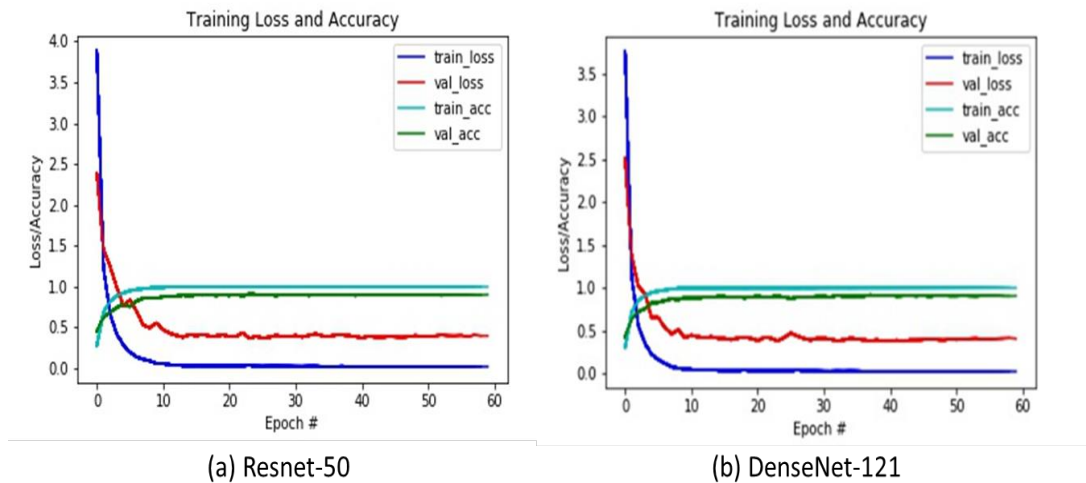 Training Loss and Accuracy
4.0
3.5
3.0
2.5
2.0
1.5
1.0
0.5
0.0
Loss/Accuracy
train_loss
val_loss
train_acc
val_acc
0 10 20 30 40 50 60
Epoch #
(a) Resnet-50
Training Loss and Accuracy
3.5
3.0
2.5
2.0
1.5
1.0
0.5
0.0
Loss/Accuracy
train_loss
val_loss
train_acc
val_acc
0 10 20 30 40 50 60
Epoch #
(b) DenseNet-121